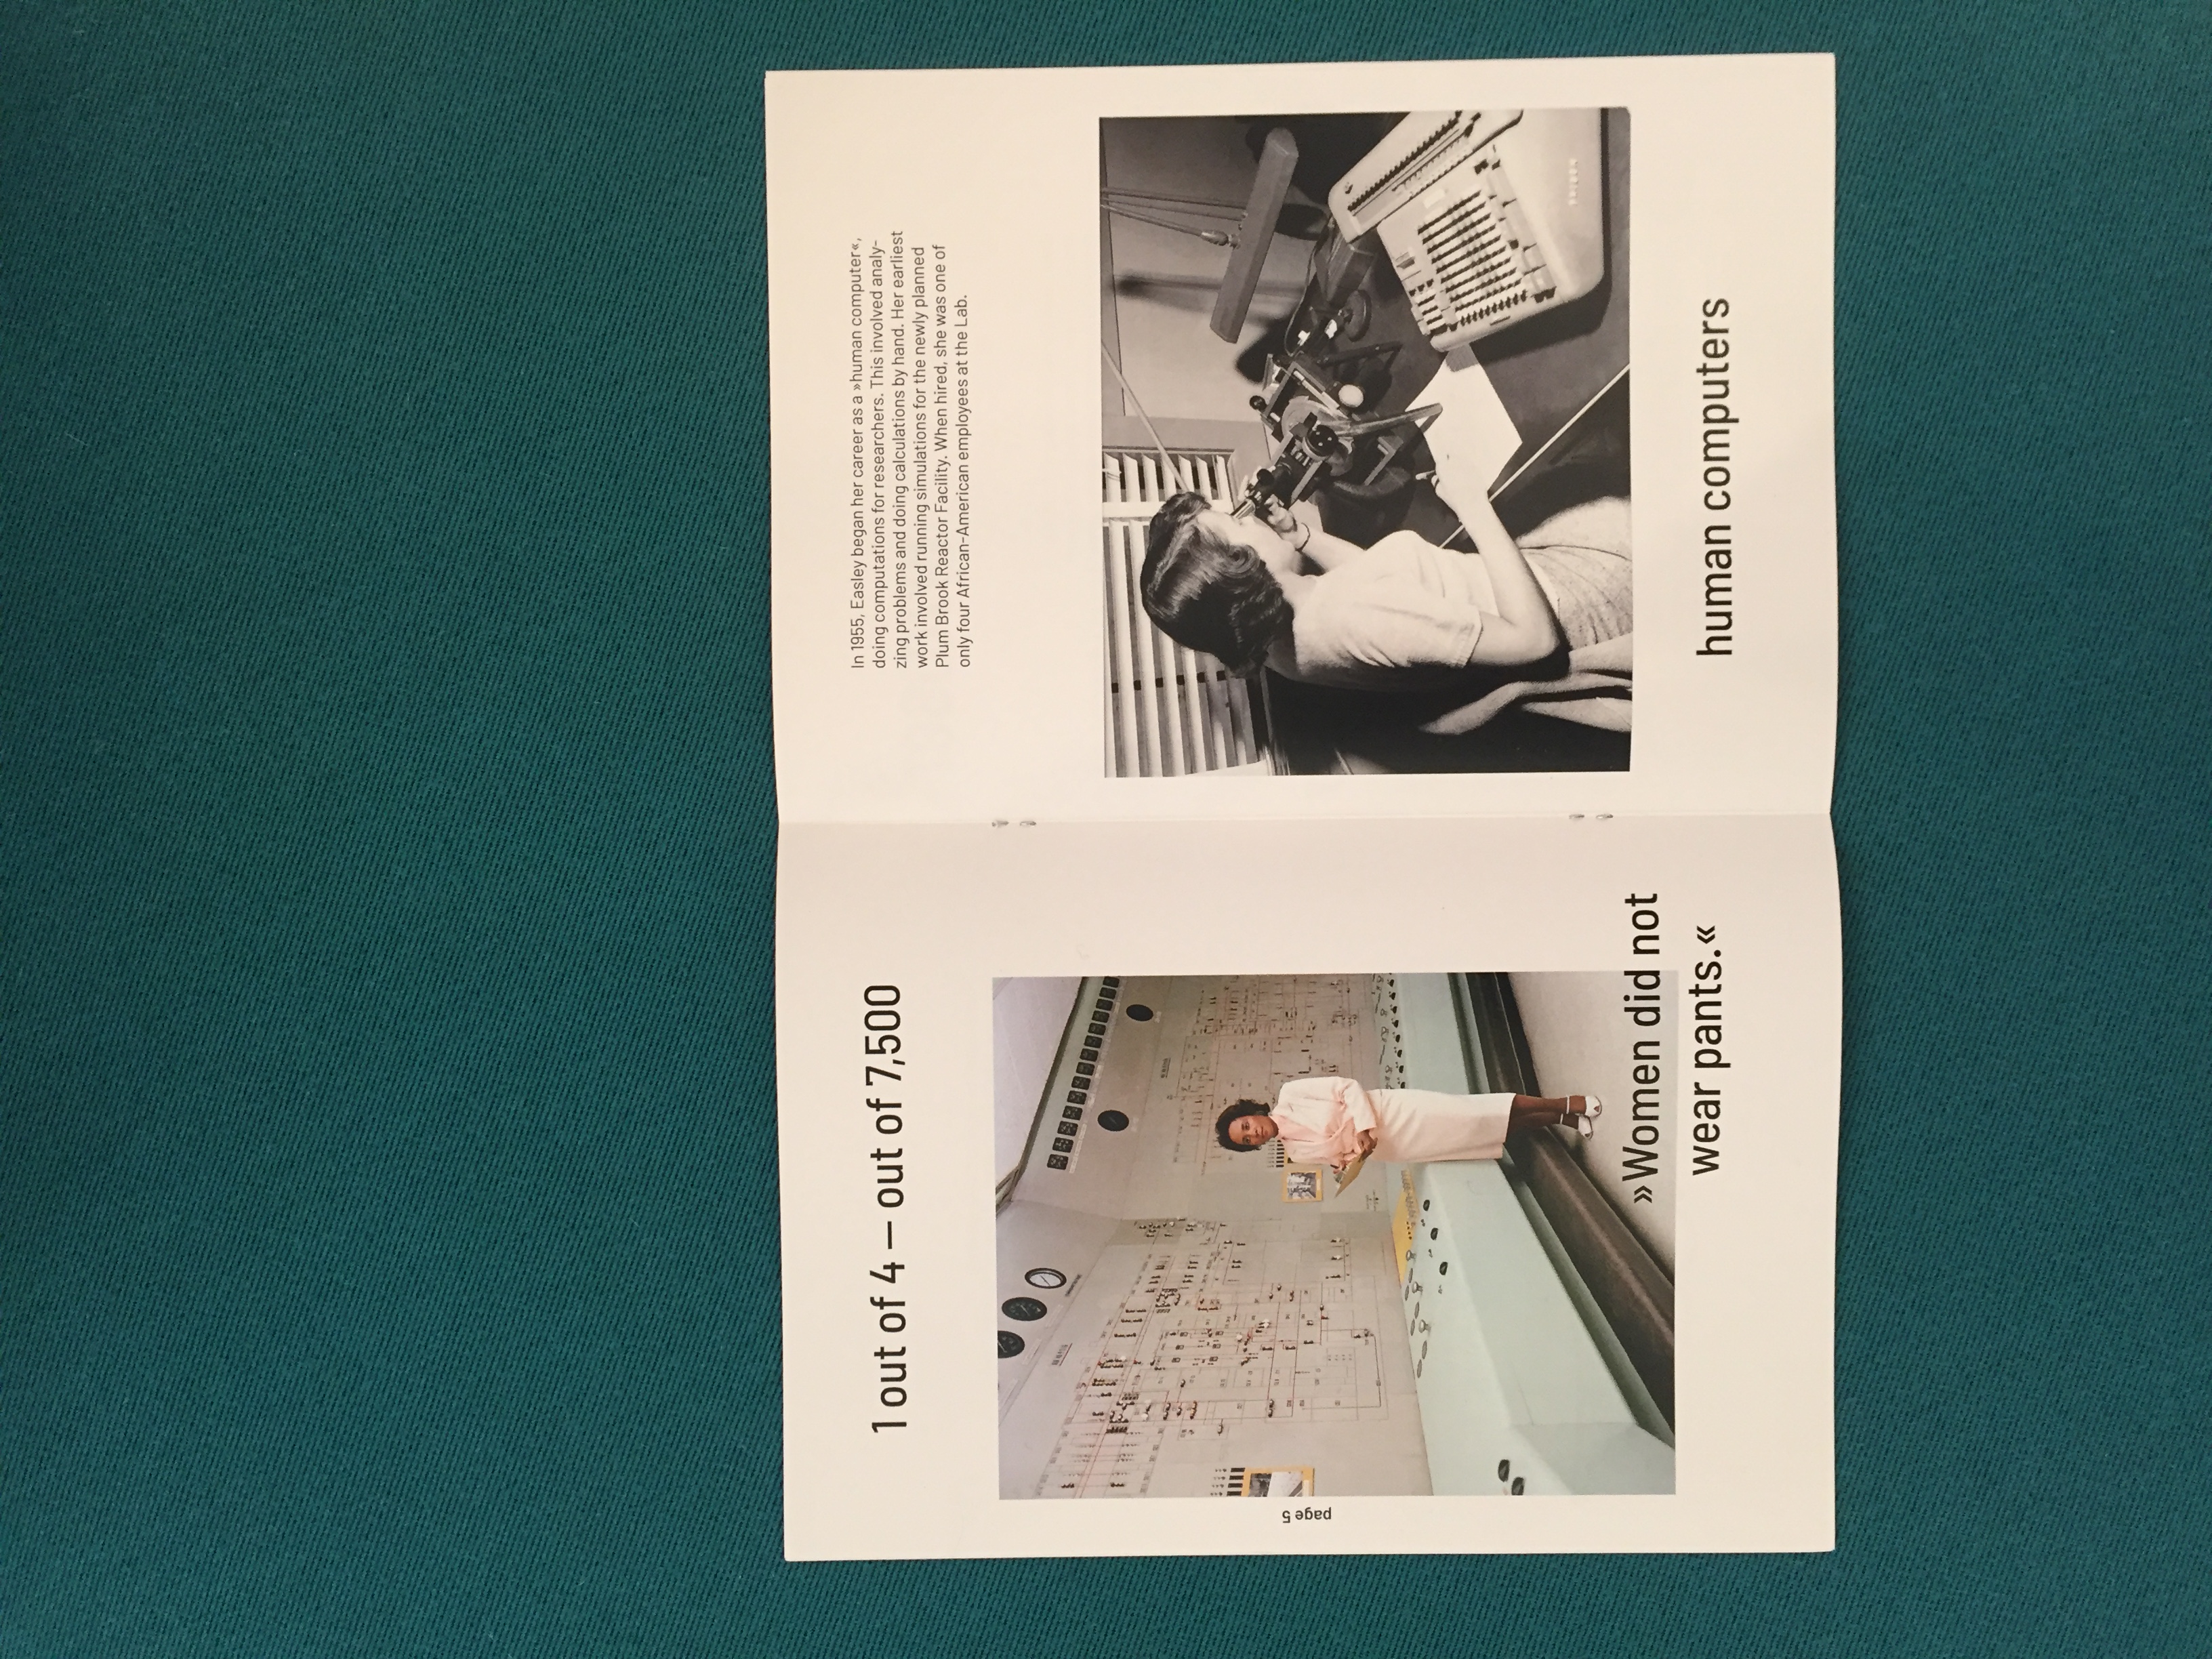 1 out of 4 — out of 7,500
page 5
»Women did not
wear pants.«
In 1955, Easley began her career as a »human computer«,
doing computations for researchers. This involved analy-
zing problems and doing calculations by hand. Her earliest
work involved running simulations for the newly planned
Plum Brook Reactor Facility. When hired, she was one of
only four African-American employees at the Lab.
human computers